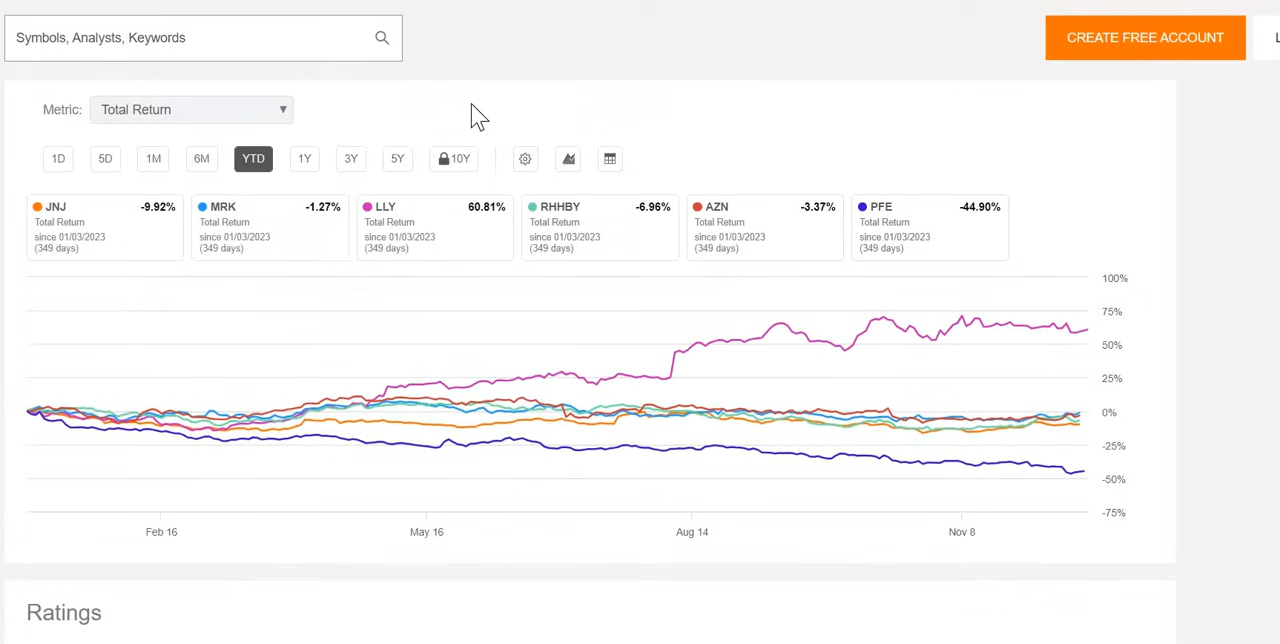 Symbols, Analysts, Keywords
CREATE FREE ACCOUNT
L
Metric: Total Return
1D 5D 1M 6M YTD 1Y 3Y 5Y 10Y
JNJ -9.92%
Total Return
since 01/03/2023
(349 days)
MRK -1.27%
Total Return
since 01/03/2023
(349 days)
LLY 60.81%
Total Return
since 01/03/2023
(349 days)
RHHBY -6.96%
Total Return
since 01/03/2023
(349 days)
AZN -3.37%
Total Return
since 01/03/2023
(349 days)
PFE -44.90%
Total Return
since 01/03/2023
(349 days)
100%
75%
50%
25%
0%
-25%
-50%
-75%
Feb 16 May 16 Aug 14 Nov 8
Ratings